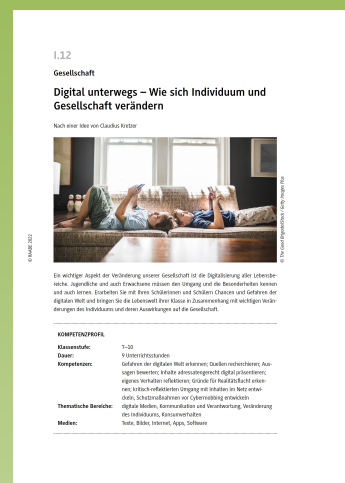 I.12
Gesellschaft
Digital unterwegs – Wie sich Individuum und
Gesellschaft verändern
Nach einer Idee von Claudius Kretzer
© RAABE 2022
© The Good Brigade/iStock / Getty Images Plus
Ein wichtiger Aspekt der Veränderung unserer Gesellschaft ist die Digitalisierung aller Lebensbe-
reiche. Jugendliche und auch Erwachsene müssen den Umgang und die Besonderheiten kennen
und auch lernen. Erarbeiten Sie mit Ihren Schülerinnen und Schülern Chancen und Gefahren der
digitalen Welt und bringen Sie die Lebenswelt Ihrer Klasse in Zusammenhang mit wichtigen Verän-
derungen des Individuums und deren Auswirkungen auf die Gesellschaft.
KOMPETENZPROFIL
Klassenstufe: 7–10
Dauer: 9 Unterrichtsstunden
Kompetenzen: Gefahren der digitalen Welt erkennen; Quellen recherchieren; Aus-
sagen bewerten; Inhalte adressatengerecht digital präsentieren;
eigenes Verhalten reflektieren; Gründe für Realitätsflucht erken-
nen; kritisch-reflektierten Umgang mit Inhalten im Netz entwi-
ckeln, Schutzmaßnahmen vor Cybermobbing entwickeln
Thematische Bereiche: digitale Medien, Kommunikation und Verantwortung, Veränderung
des Individuums, Konsumverhalten
Medien: Texte, Bilder, Internet, Apps, Software